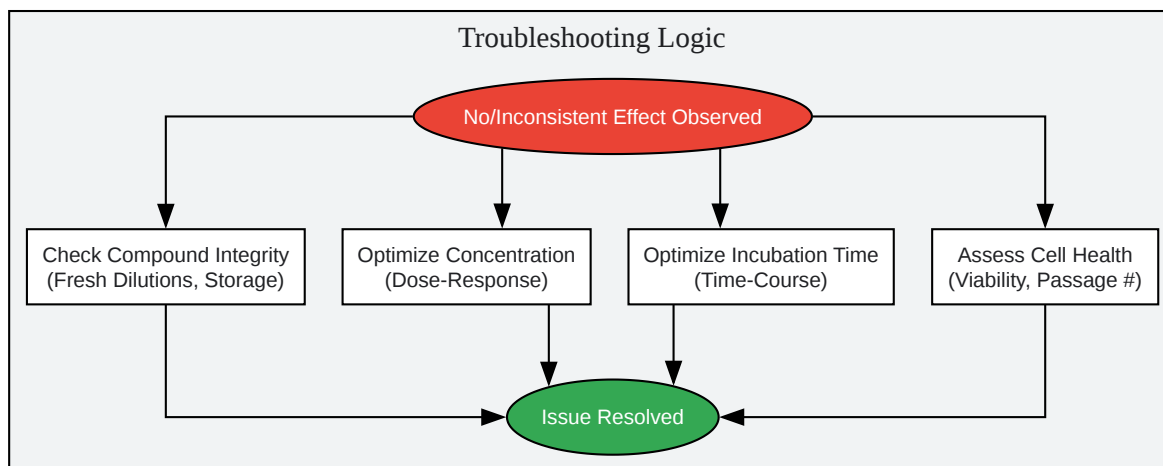 Troubleshooting Logic
No/Inconsistent Effect Observed
Check Compound Integrity
(Fresh Dilutions, Storage)
Optimize Concentration
(Dose-Response)
Optimize Incubation Time
(Time-Course)
Assess Cell Health
(Viability, Passage #)
Issue Resolved